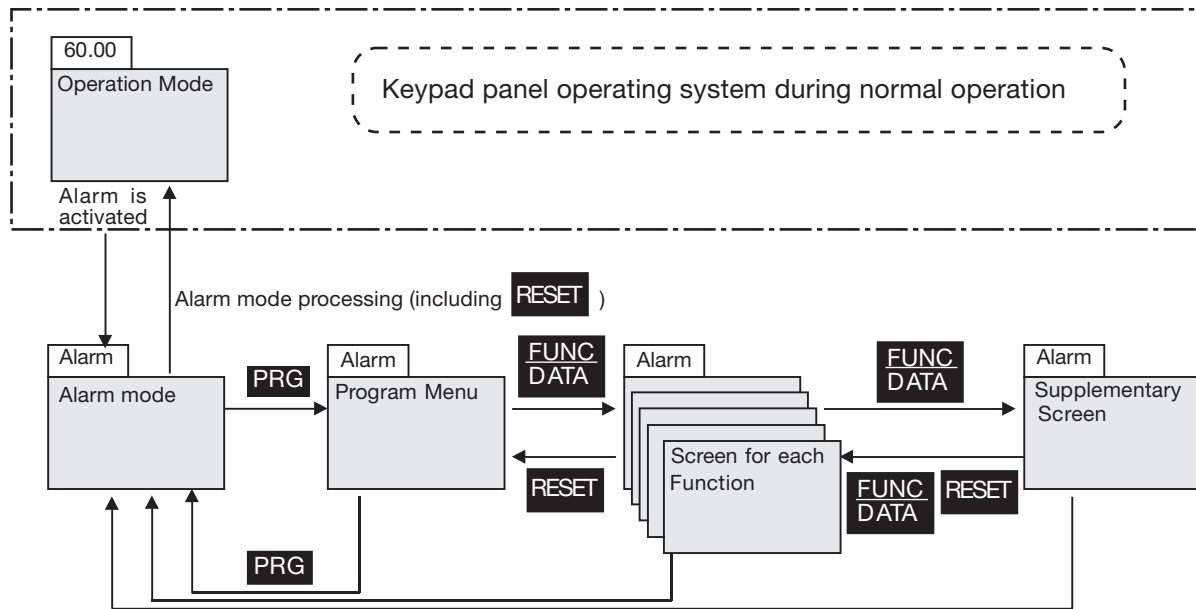 60.00
Operation Mode
Keypad panel operating system during normal operation
Alarm is
activated
Alarm mode processing (including RESET )
Alarm
Alarm mode
PRG
Alarm
Program Menu
FUNC
DATA
RESET
Alarm
Screen for each
Function
FUNC
DATA
FUNC
DATA
RESET
Alarm
Supplementary
Screen
PRG